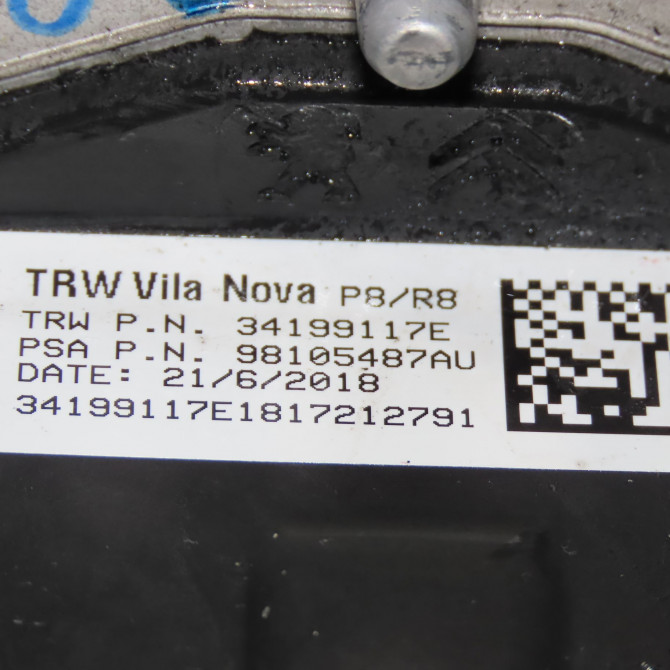 TRW Vila Nova P8/R8
TRW P.N. 34199117E
PSA P.N. 98105487AU
DATE: 21/6/2018
34199117E1817212791